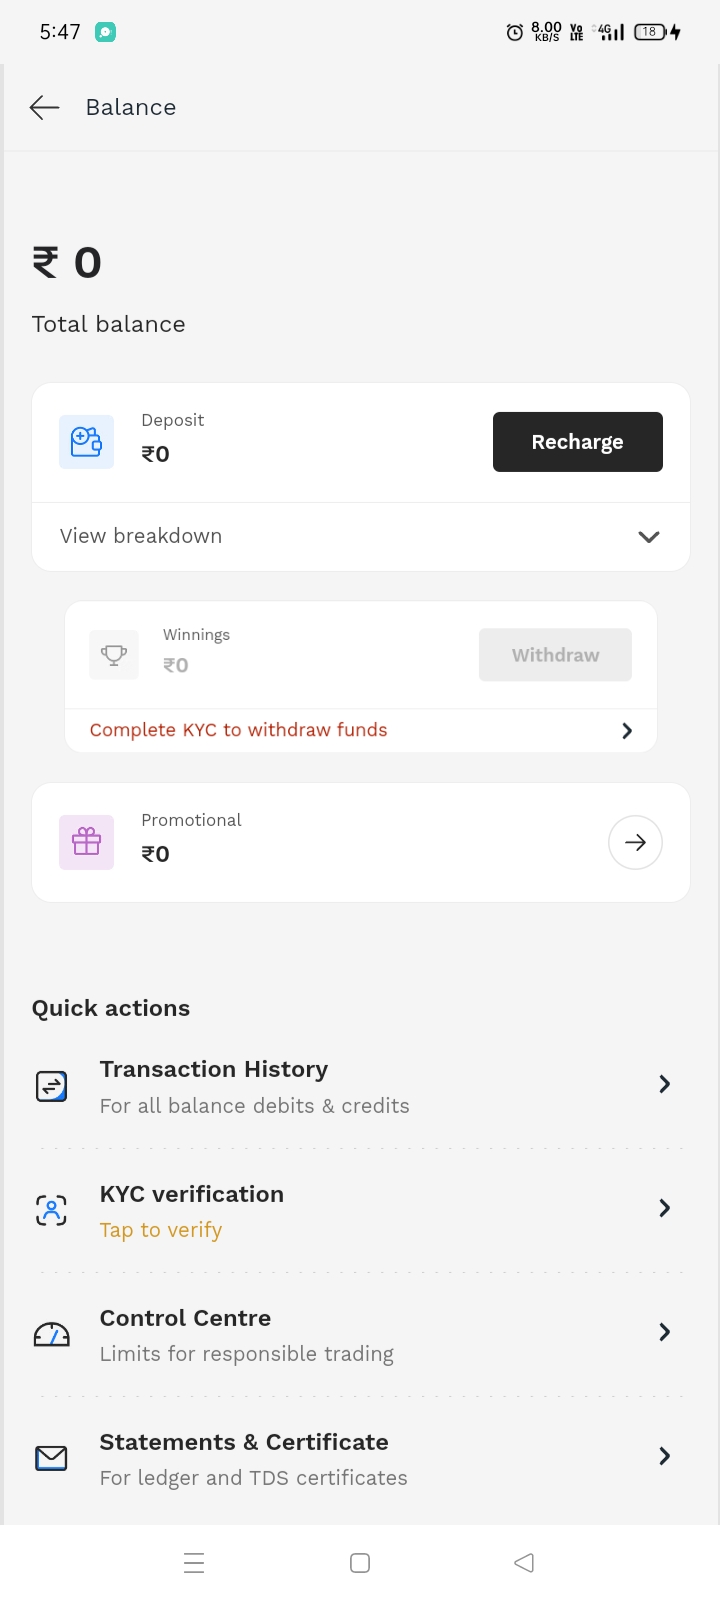 5:47
8.00 KB/S Vo LTE 4G 18
Balance
₹ 0
Total balance
Deposit
₹0
Recharge
View breakdown
Winnings
₹0
Withdraw
Complete KYC to withdraw funds
Promotional
₹0
Quick actions
Transaction History
For all balance debits & credits
KYC verification
Tap to verify
Control Centre
Limits for responsible trading
Statements & Certificate
For ledger and TDS certificates